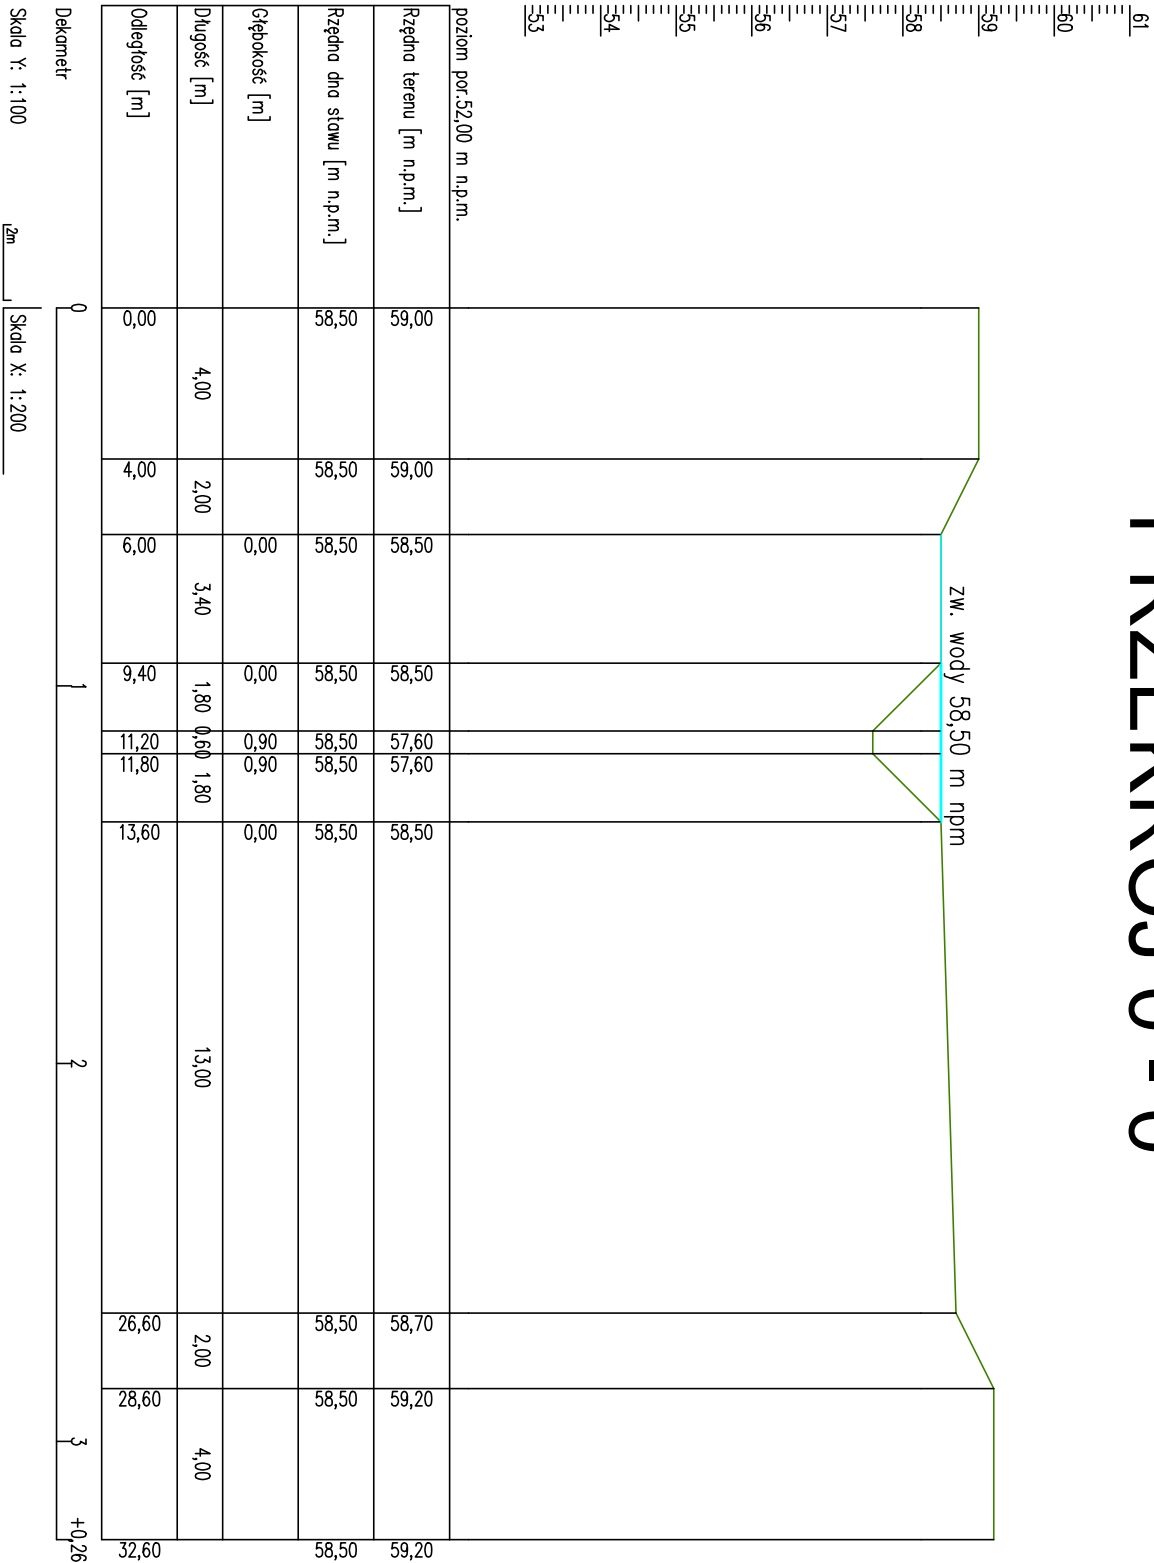 61
60
59
58
57
56
55
54
53
zw. wody 58,50 m npm
poziom por.52,00 m n.p.m.
Rzędna terenu [m n.p.m.] 59,00 59,00 58,50 58,50 57,60 57,60 58,50 58,70 59,20 59,20
Rzędna dna stawu [m n.p.m.] 58,50 58,50 58,50 58,50 58,50 58,50 58,50 58,50 58,50 58,50
Głębokość [m] 0,00 0,00 0,90 0,90 0,00
Długość [m] 4,00 2,00 3,40 1,80 0,60 1,80 13,00 2,00 4,00
Odległość [m] 0,00 4,00 6,00 9,40 11,20 11,80 13,60 26,60 28,60 32,60
Dekametr 0 1 2 3 +0,26
Skala Y: 1:100 2m Skala X: 1:200